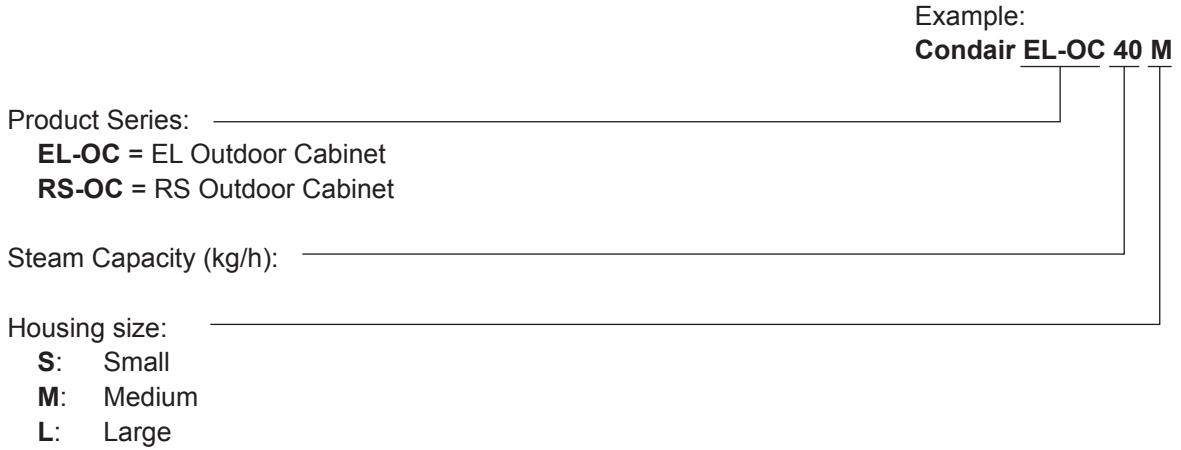 Example:
Condair EL-OC 40 M
Product Series:
EL-OC = EL Outdoor Cabinet
RS-OC = RS Outdoor Cabinet
Steam Capacity (kg/h):
Housing size:
S: Small
M: Medium
L: Large